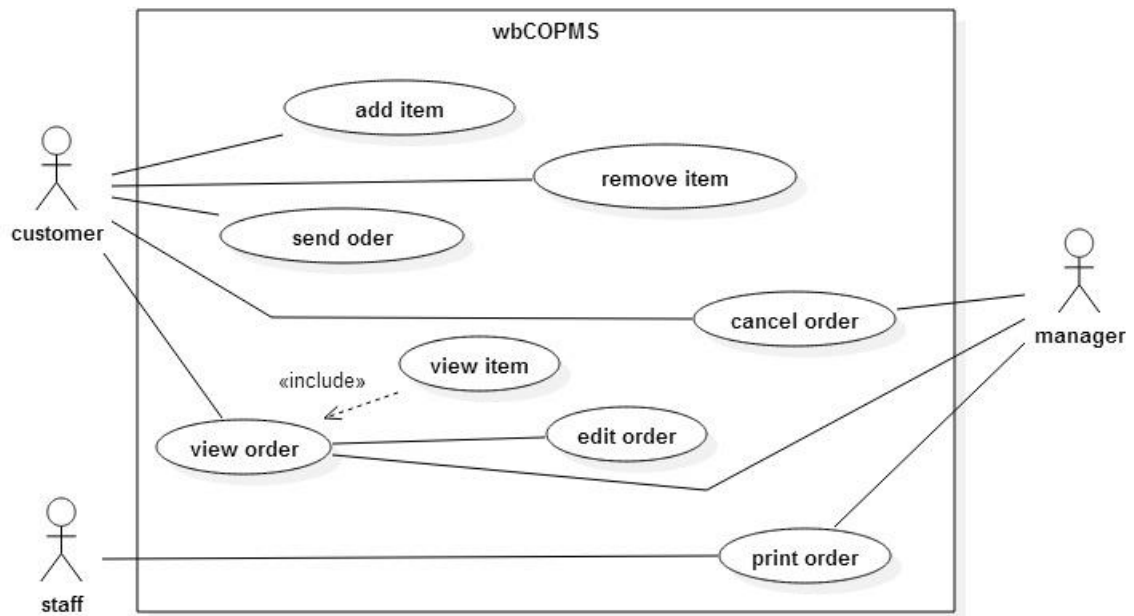 wbCOPMS
add item
remove item
customer
send oder
manager
cancel order
view item
«include»
edit order
view order
print order
staff